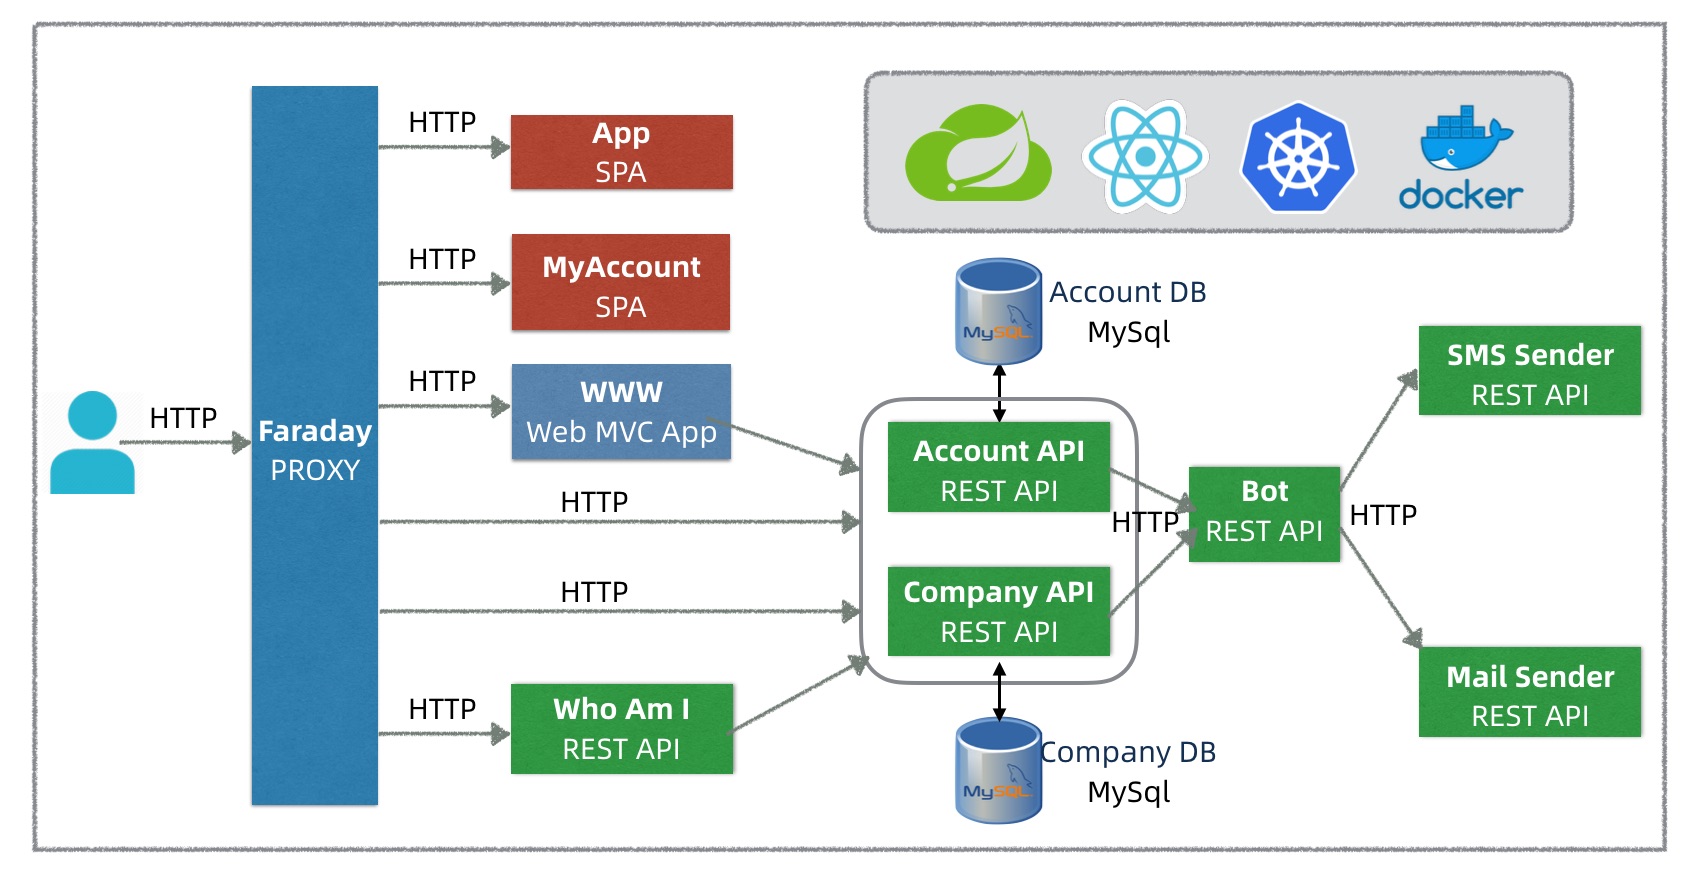 HTTP
Faraday
PROXY
HTTP
App
SPA
HTTP
MyAccount
SPA
HTTP
WWW
Web MVC App
HTTP
HTTP
HTTP
Who Am I
REST API
docker
MySQL
Account DB
MySql
Account API
REST API
Company API
REST API
MySQL
Company DB
MySql
HTTP
Bot
REST API
HTTP
SMS Sender
REST API
Mail Sender
REST API